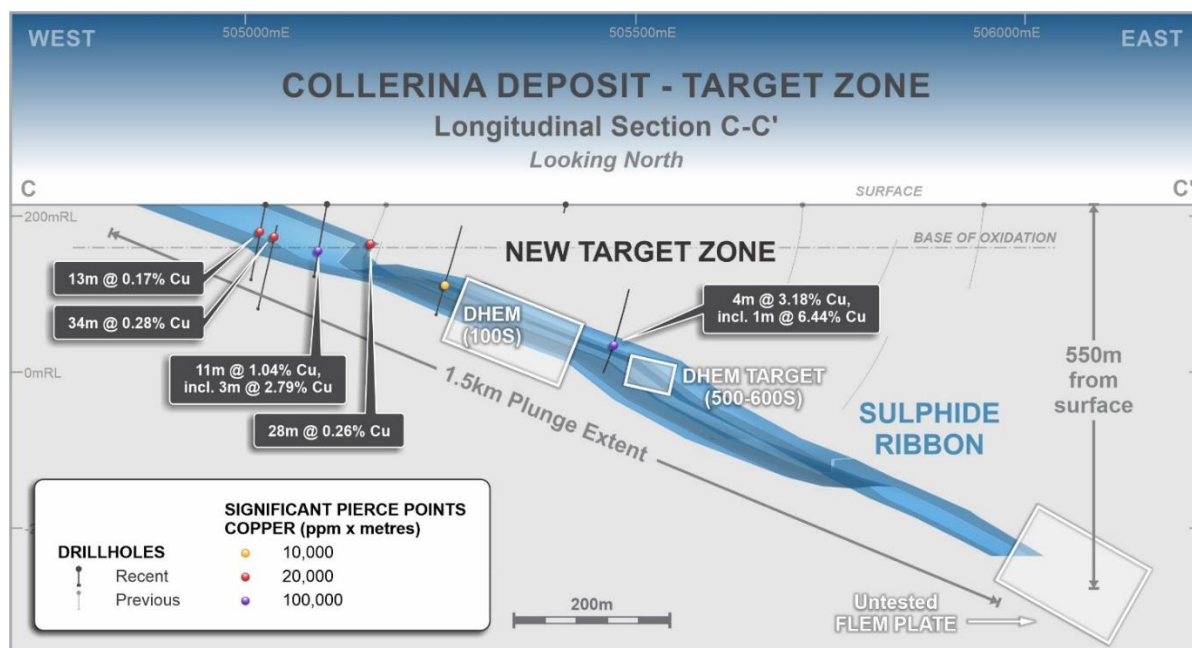 WEST
505000mE
505500mE
506000mE
EAST
COLLERINA DEPOSIT - TARGET ZONE
Longitudinal Section C-C'
Looking North
C
SURFACE
C'
200mRL
NEW TARGET ZONE
BASE OF OXIDATION
13m @ 0.17% Cu
34m @ 0.28% Cu
11m @ 1.04% Cu,
incl. 3m @ 2.79% Cu
28m @ 0.26% Cu
DHEM
(100S)
4m @ 3.18% Cu,
incl. 1m @ 6.44% Cu
0mRL
DHEM TARGET
(500-600S)
1.5km Plunge Extent
550m
from
surface
SULPHIDE
RIBBON
SIGNIFICANT PIERCE POINTS
COPPER (ppm x metres)
DRILLHOLES
10,000
Recent
20,000
Previous
100,000
200m
Untested
FLEM PLATE